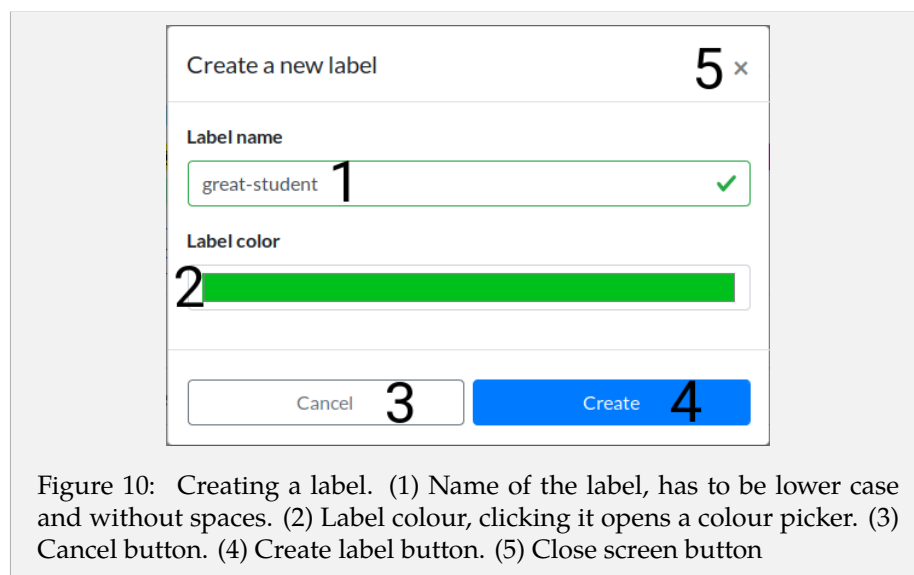 Create a new label 5 ×
Label name
great-student 1
Label color
2
Cancel 3 Create 4
Figure 10: Creating a label. (1) Name of the label, has to be lower case
and without spaces. (2) Label colour, clicking it opens a colour picker. (3)
Cancel button. (4) Create label button. (5) Close screen button